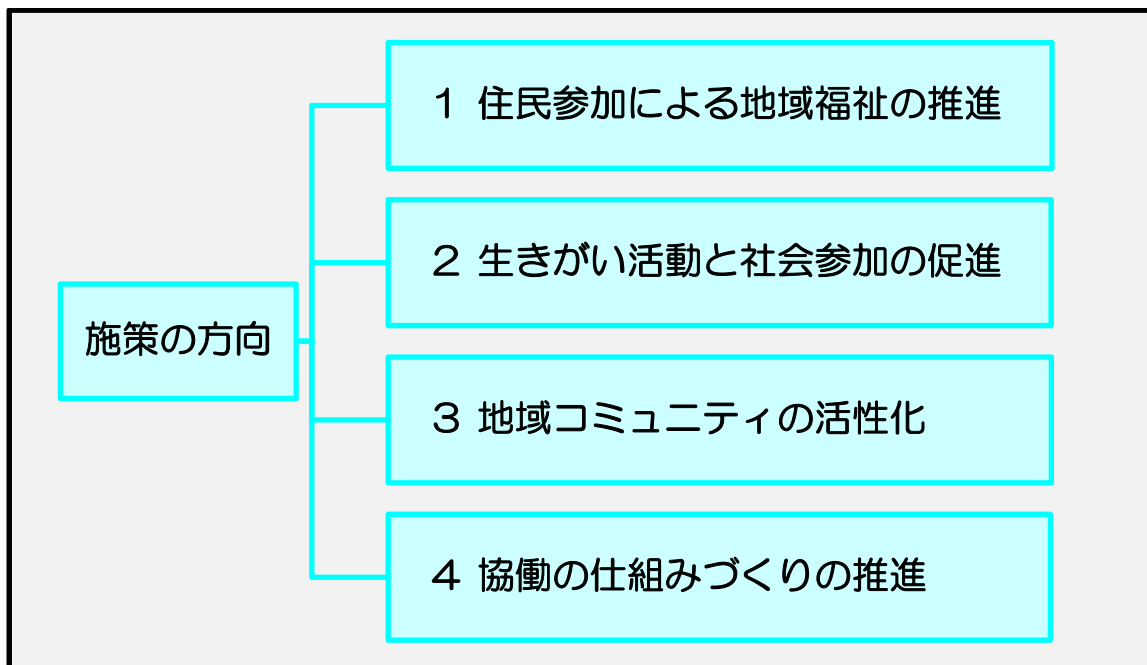 施策の方向
１ 住民参加による地域福祉の推進
２ 生きがい活動と社会参加の促進
３ 地域コミュニティの活性化
４ 協働の仕組みづくりの推進